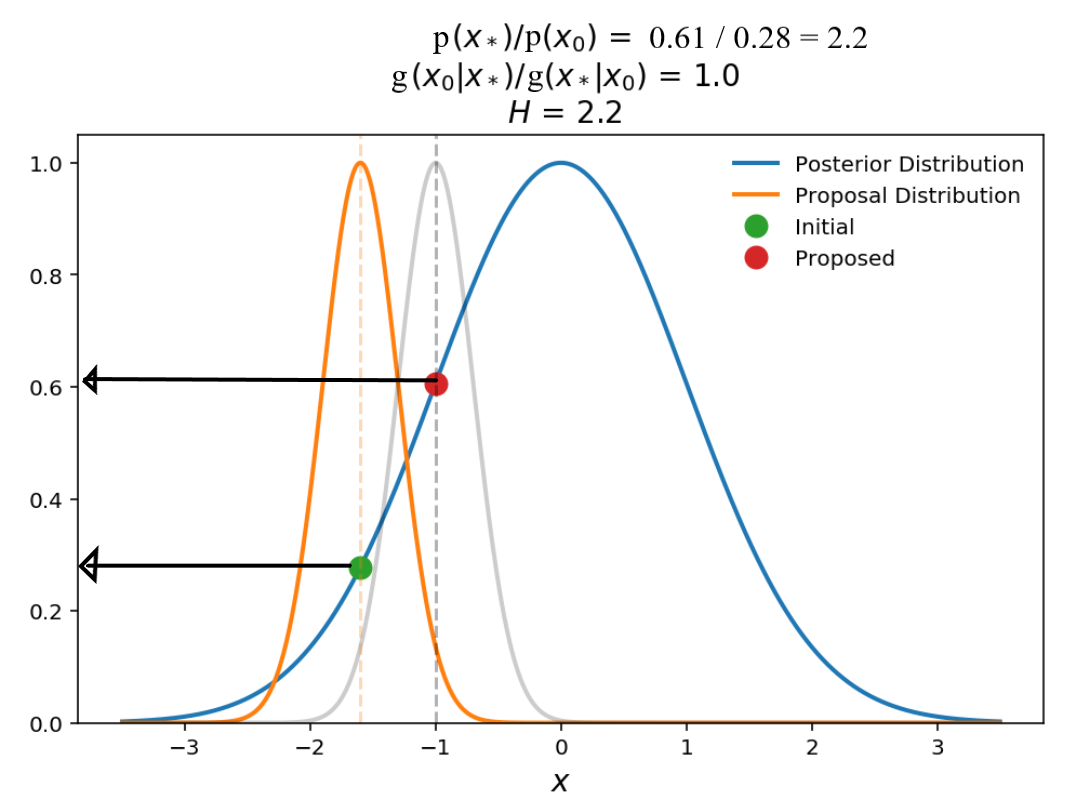 p(x*)/p(x₀) = 0.61 / 0.28 = 2.2
g(x₀|x*)/g(x*|x₀) = 1.0
H = 2.2
Posterior Distribution
Proposal Distribution
Initial
Proposed
1.0
0.8
0.6
0.4
0.2
0.0
−3
−2
−1
0
1
2
3
x